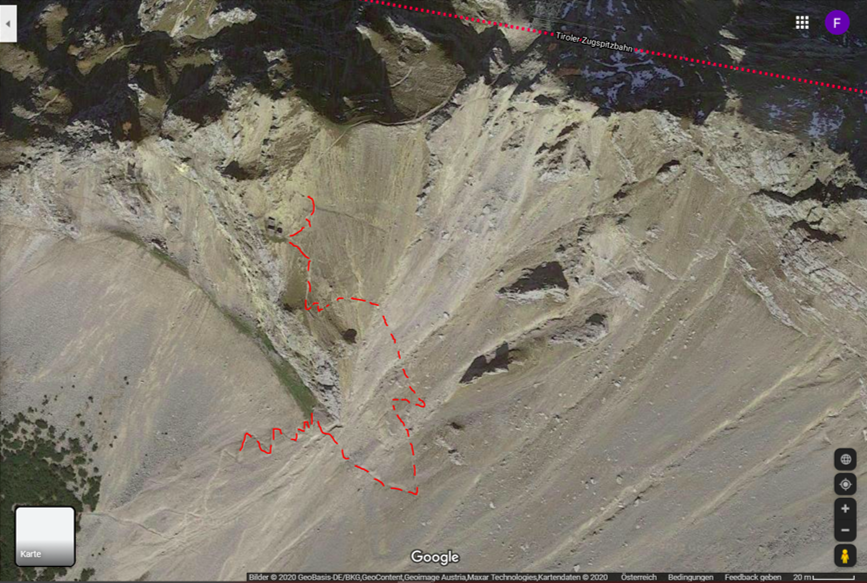 F
Tiroler Zugspitzbahn
Karte
Google
Bilder © 2020 GeoBasis-DE/BKG,GeoContent,Geoimage Austria,Maxar Technologies,Kartendaten © 2020 Österreich Bedingungen Feedback geben 20 m